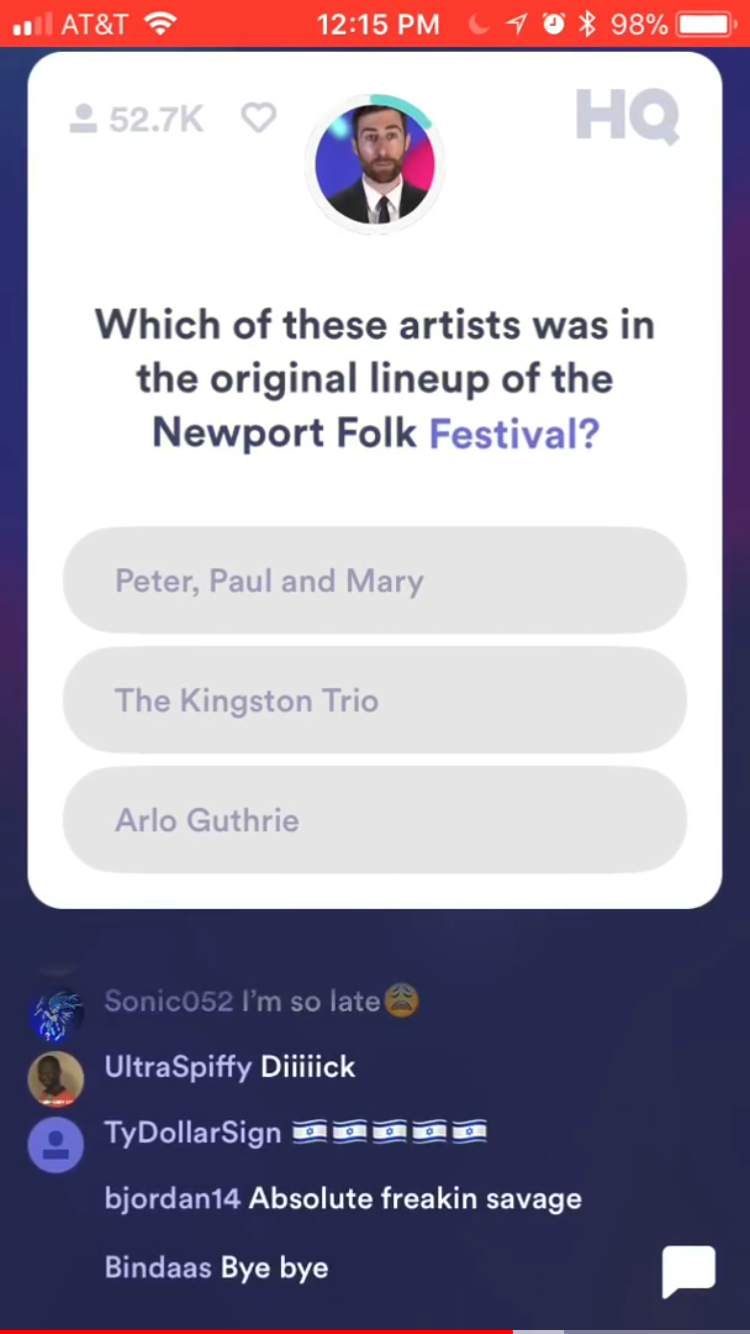 AT&T 12:15 PM 98%
52.7K HQ
Which of these artists was in
the original lineup of the
Newport Folk Festival?
Peter, Paul and Mary
The Kingston Trio
Arlo Guthrie
Sonic052 I'm so late😩
UltraSpiffy Diiiiick
TyDollarSign 🇮🇱🇮🇱🇮🇱🇮🇱🇮🇱
bjordan14 Absolute freakin savage
Bindaas Bye bye